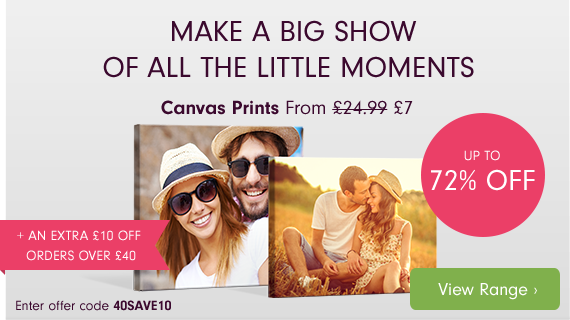 MAKE A BIG SHOW
OF ALL THE LITTLE MOMENTS
Canvas Prints From £24.99 £7
UP TO
72% OFF
+ AN EXTRA £10 OFF
ORDERS OVER £40
View Range ›
Enter offer code 40SAVE10